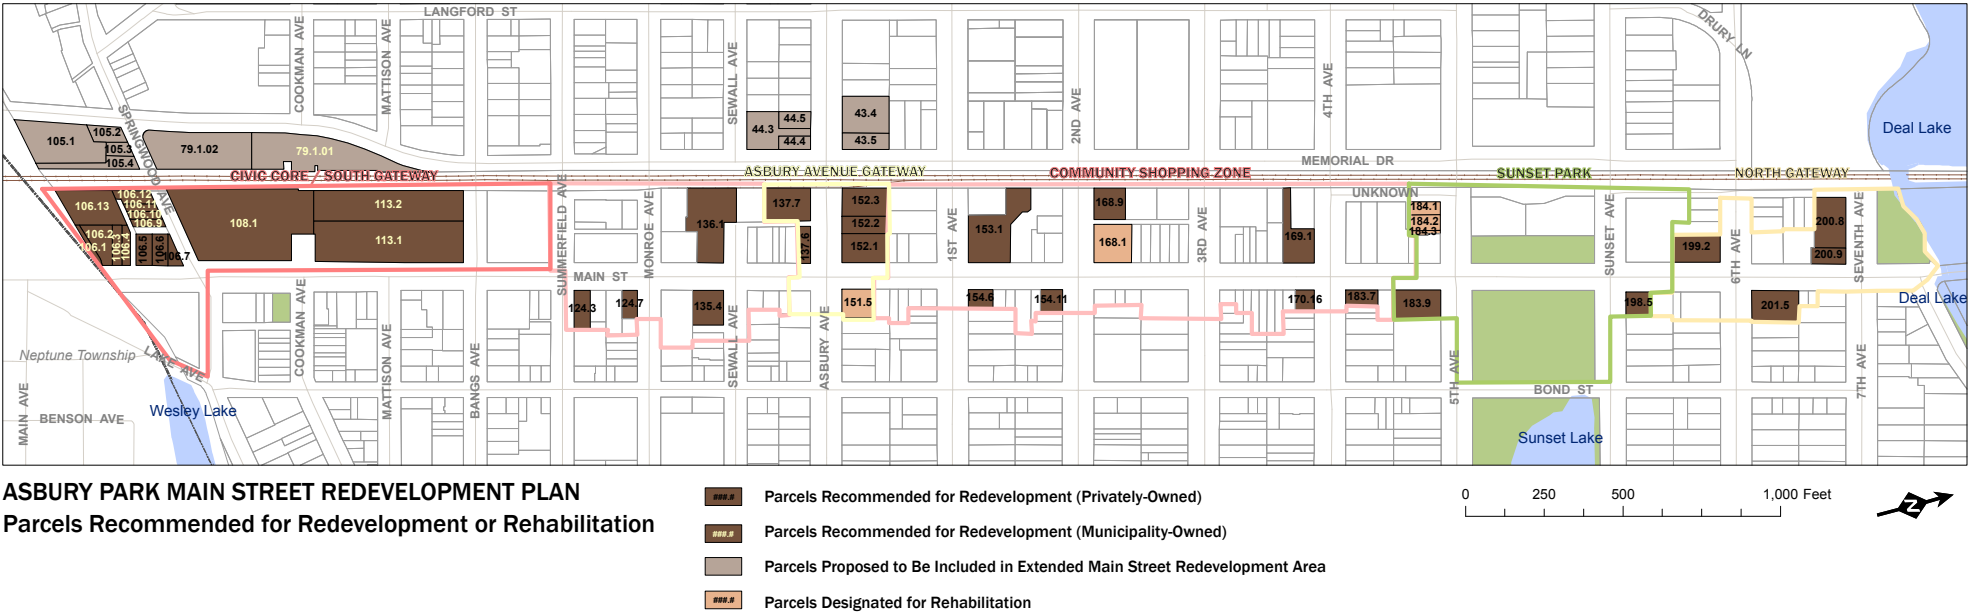 LANGFORD ST
DRURY LN
COOKMAN AVE
MATTISON AVE
SEWALL AVE
2ND AVE
4TH AVE
SPRINGWOOD AVE
Deal Lake
105.1
105.2
105.3
105.4
79.1.02
79.1.01
44.3
44.5
44.4
43.4
43.5
MEMORIAL DR
CIVIC CORE / SOUTH GATEWAY
ASBURY AVENUE GATEWAY
COMMUNITY SHOPPING ZONE
SUNSET PARK
NORTH GATEWAY
UNKNOWN
106.13
106.12
106.11
106.10
106.9
106.2
106.1
106.3
106.4
106.5
106.6
106.7
108.1
113.2
113.1
136.1
137.7
137.6
152.3
152.2
152.1
153.1
168.9
168.1
169.1
184.1
184.2
184.3
199.2
200.8
200.9
SUMMERFIELD AVE
MONROE AVE
1ST AVE
3RD AVE
SUNSET AVE
6TH AVE
SEVENTH AVE
MAIN ST
124.3
124.7
135.4
151.5
154.6
154.11
170.16
183.7
183.9
198.5
201.5
Deal Lake
Neptune Township
LAKE AVE
COOKMAN AVE
MATTISON AVE
BANGS AVE
SEWALL AVE
ASBURY AVE
5TH AVE
7TH AVE
BOND ST
MAIN AVE
BENSON AVE
Wesley Lake
Sunset Lake
ASBURY PARK MAIN STREET REDEVELOPMENT PLAN
Parcels Recommended for Redevelopment or Rehabilitation
###.# Parcels Recommended for Redevelopment (Privately-Owned)
###.# Parcels Recommended for Redevelopment (Municipality-Owned)
Parcels Proposed to Be Included in Extended Main Street Redevelopment Area
###.# Parcels Designated for Rehabilitation
0 250 500 1,000 Feet
N